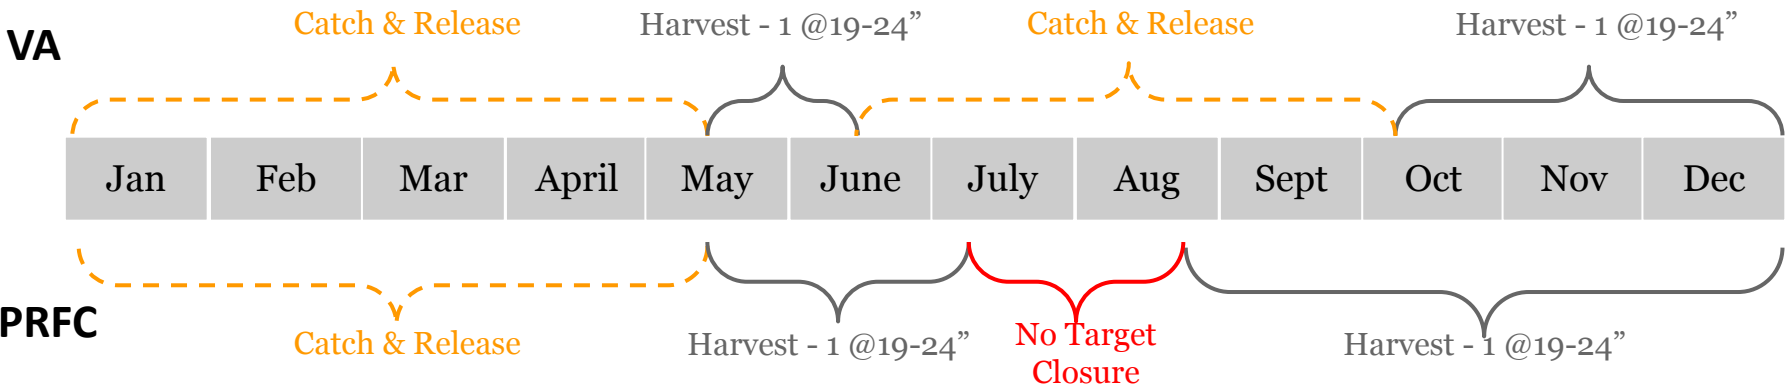 Catch & Release
Harvest - 1 @19-24”
Catch & Release
Harvest - 1 @19-24”
VA
Jan
Feb
Mar
April
May
June
July
Aug
Sept
Oct
Nov
Dec
PRFC
Catch & Release
Harvest - 1 @19-24”
No Target
Closure
Harvest - 1 @19-24”